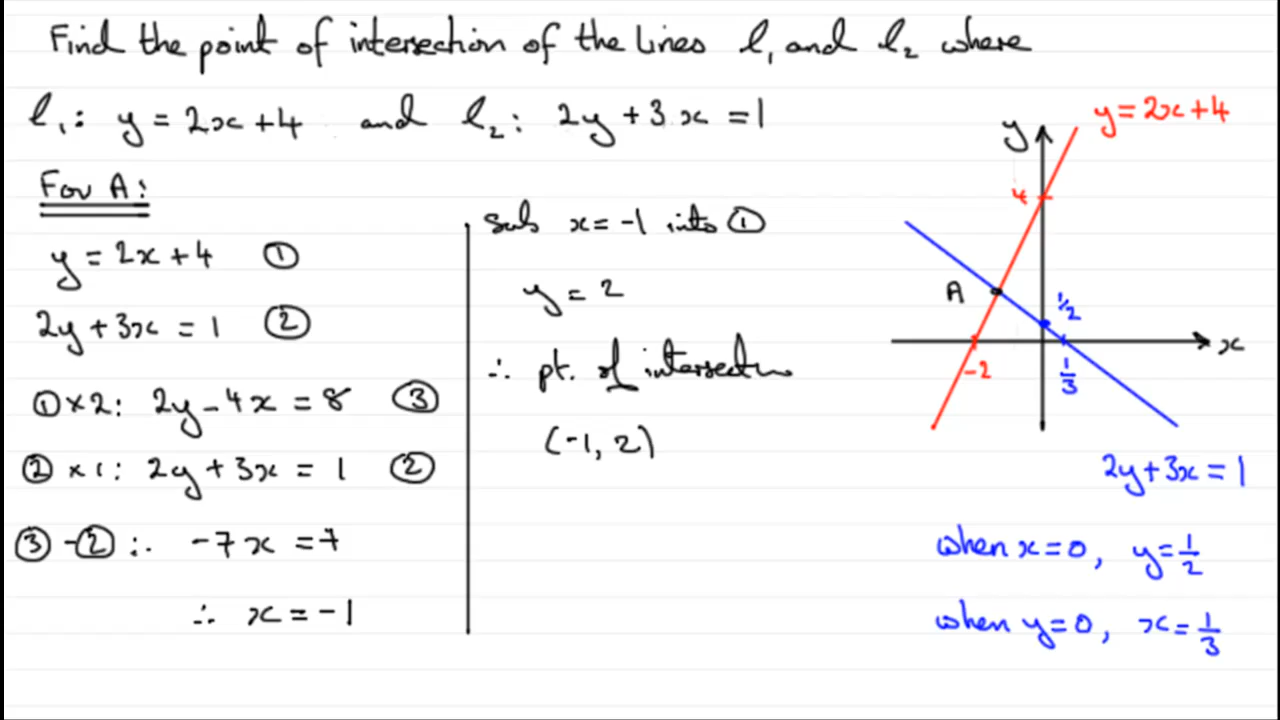 Find the point of intersection of the lines l₁ and l₂ where
l₁: y = 2x + 4 and l₂: 2y + 3x = 1
For A:
y = 2x + 4 ①
2y + 3x = 1 ②
① × 2: 2y - 4x = 8 ③
② × 1: 2y + 3x = 1 ②
③ - ② ∴ -7x = 7
∴ x = -1
sub x = -1 into ①
y = 2
∴ pt. of intersection
(-1, 2)
y = 2x + 4
y
4
A
1/2
x
-2
1/3
2y + 3x = 1
when x = 0, y = 1/2
when y = 0, x = 1/3